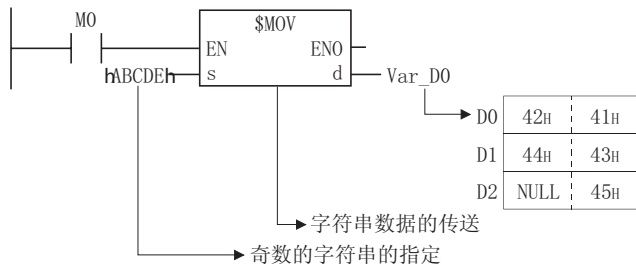 M0
$MOV
EN ENO
hABCDEh s d Var_D0
D0 42H 41H
D1 44H 43H
D2 NULL 45H
字符串数据的传送
奇数的字符串的指定